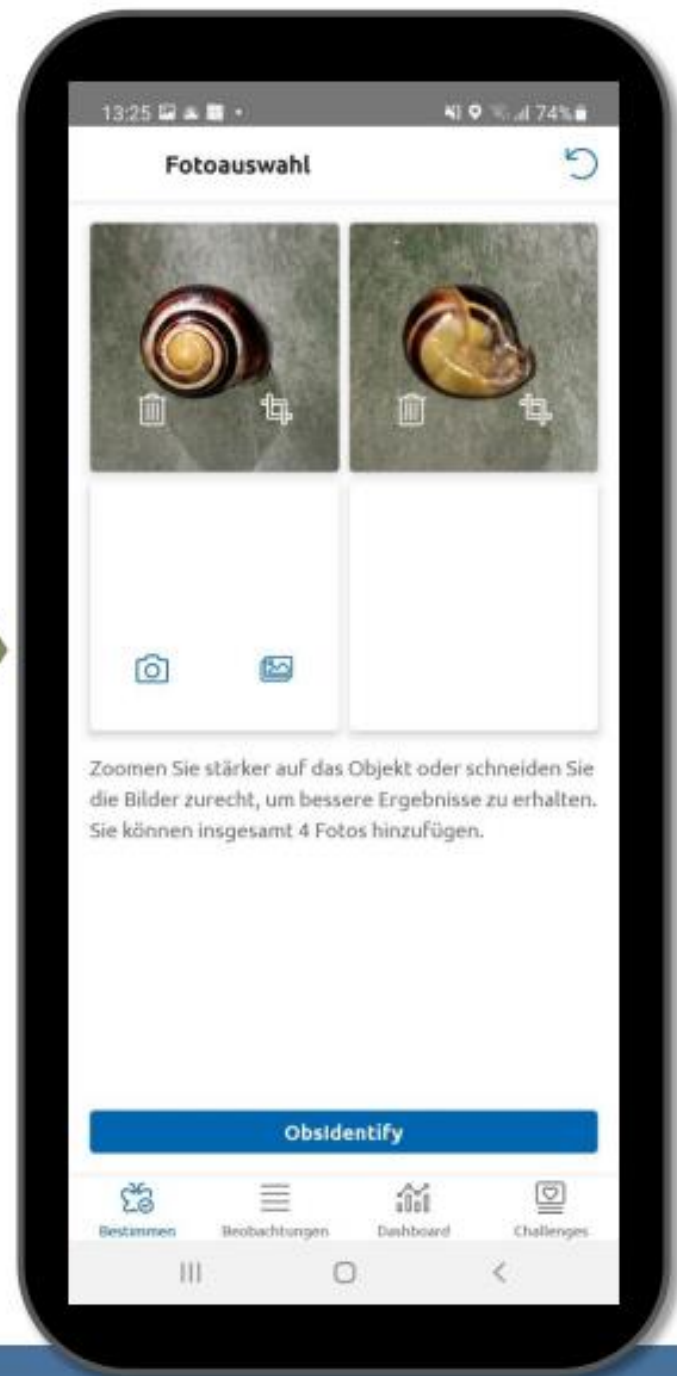 13:25 74%
Fotoauswahl
Zoomen Sie stärker auf das Objekt oder schneiden Sie
die Bilder zurecht, um bessere Ergebnisse zu erhalten.
Sie können insgesamt 4 Fotos hinzufügen.
ObsIdentify
Bestimmen Beobachtungen Dashboard Challenges